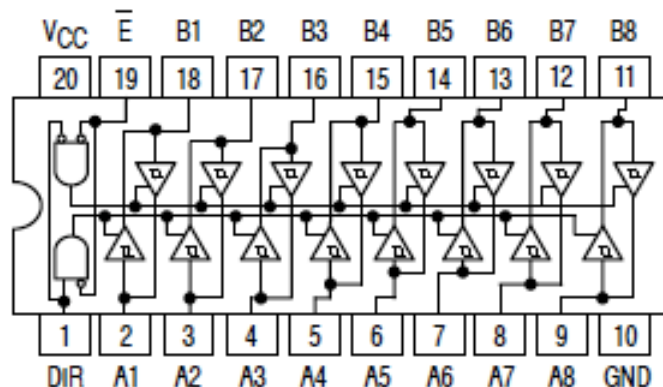 VCC E̅ B1 B2 B3 B4 B5 B6 B7 B8
20 19 18 17 16 15 14 13 12 11
1 2 3 4 5 6 7 8 9 10
DIR A1 A2 A3 A4 A5 A6 A7 A8 GND